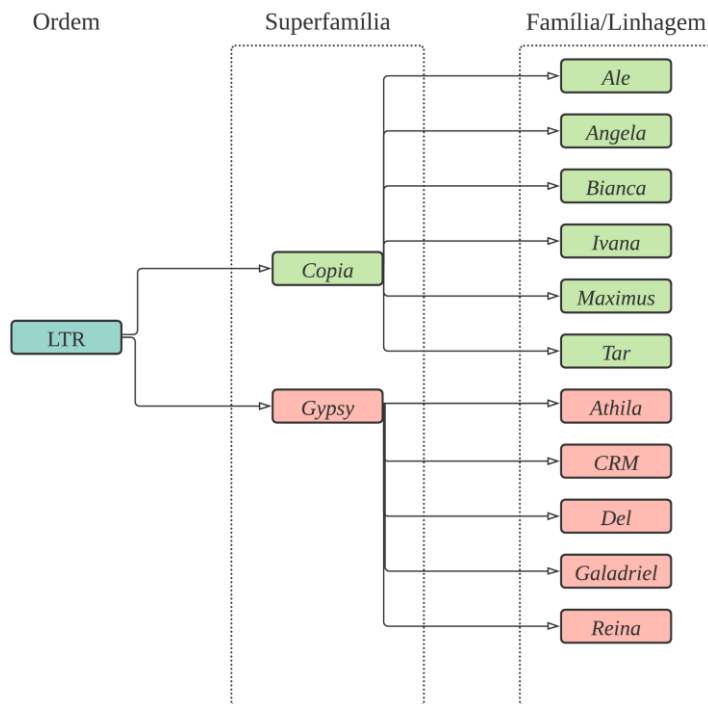 Ordem
Superfamília
Família/Linhagem
Ale
Angela
Bianca
Ivana
Copia
Maximus
LTR
Tar
Gypsy
Athila
CRM
Del
Galadriel
Reina